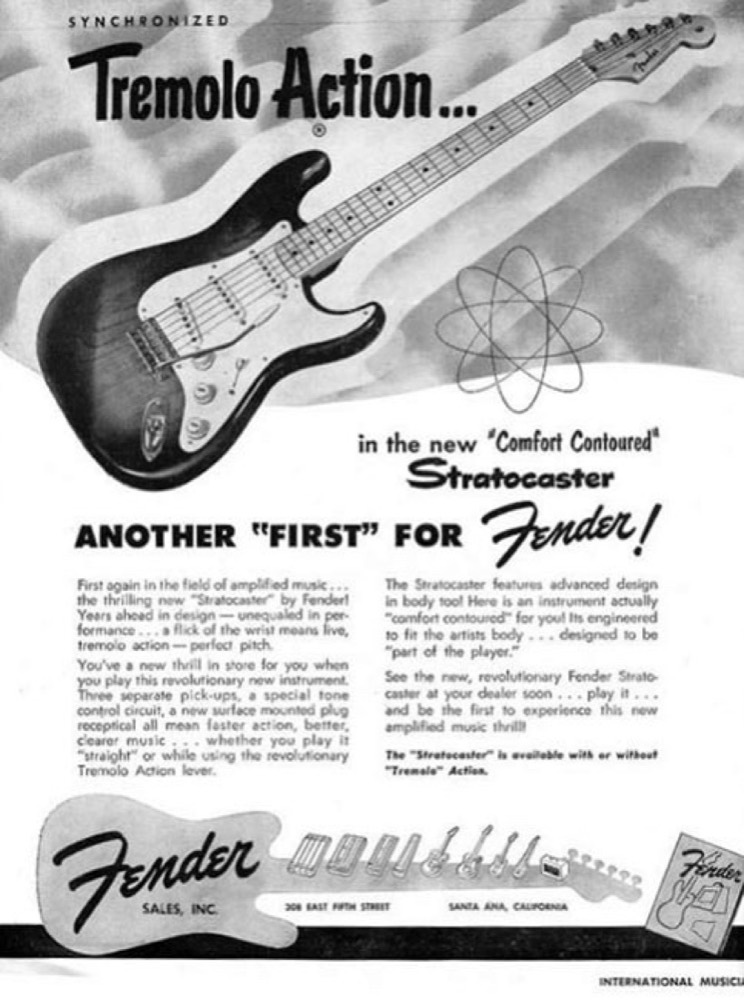 SYNCHRONIZED
Tremolo Action...
®
Fender
in the new "Comfort Contoured"
Stratocaster
ANOTHER "FIRST" FOR Fender!
First again in the field of amplified music...
the thrilling new "Stratocaster" by Fender!
Years ahead in design — unequaled in per-
formance . . . a flick of the wrist means live,
tremolo action — perfect pitch.
You've a new thrill in store for you when
you play this revolutionary new instrument.
Three separate pick-ups, a special tone
control circuit, a new surface mounted plug
receptical all mean faster action, better,
clearer music . . . whether you play it
"straight" or while using the revolutionary
Tremolo Action lever.
The Stratocaster features advanced design
in body too! Here is an instrument actually
"comfort contoured" for you! Its engineered
to fit the artists body . . . designed to be
"part of the player."
See the new, revolutionary Fender Strato-
caster at your dealer soon . . . play it . . .
and be the first to experience this new
amplified music thrill!
The "Stratocaster" is available with or without
"Tremolo" Action.
Fender
SALES, INC.
308 EAST FIFTH STREET
SANTA ANA, CALIFORNIA
Fender
INTERNATIONAL MUSICIA